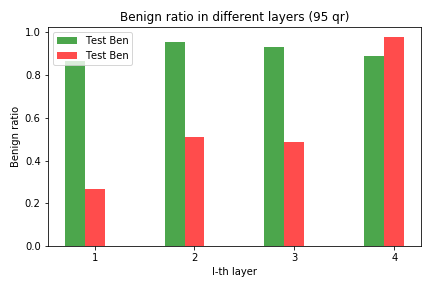 Benign ratio in different layers (95 qr)
Test Ben
Test Ben
Benign ratio
1.0
0.8
0.6
0.4
0.2
0.0
1 2 3 4
l-th layer